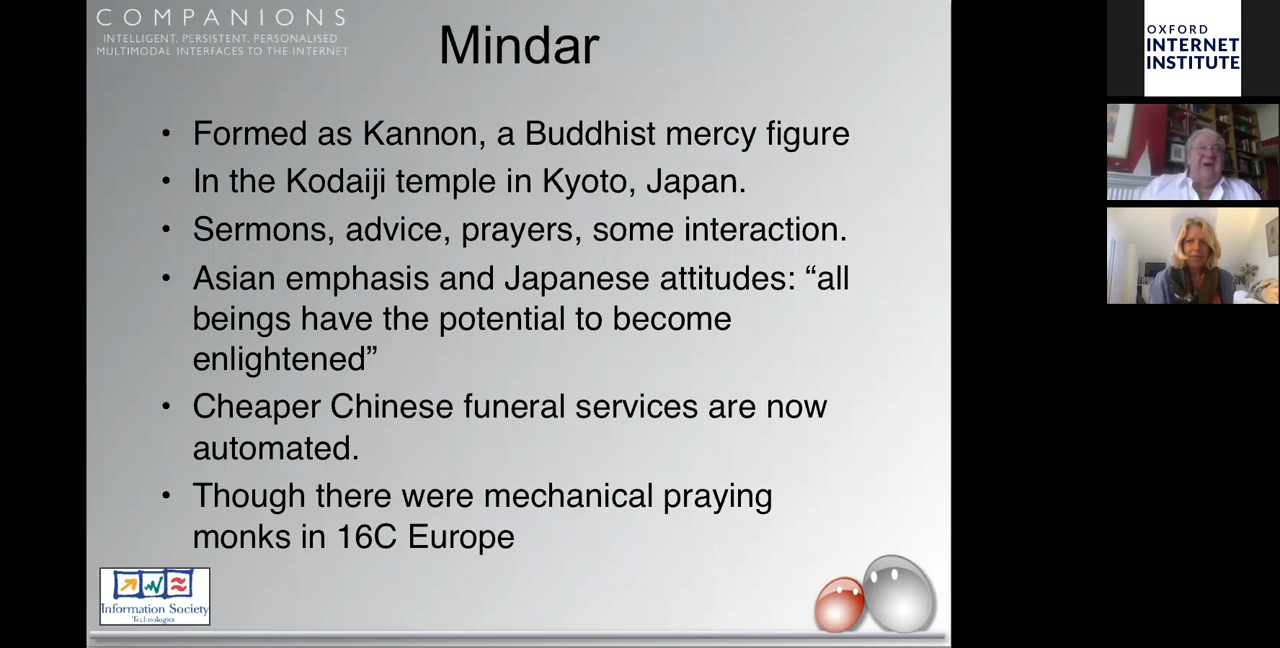 COMPANIONS
INTELLIGENT, PERSISTENT, PERSONALISED
MULTIMODAL INTERFACES TO THE INTERNET
Mindar
• Formed as Kannon, a Buddhist mercy figure
• In the Kodaiji temple in Kyoto, Japan.
• Sermons, advice, prayers, some interaction.
• Asian emphasis and Japanese attitudes: “all
beings have the potential to become
enlightened”
• Cheaper Chinese funeral services are now
automated.
• Though there were mechanical praying
monks in 16C Europe
Information Society
Technologies
OXFORD
INTERNET
INSTITUTE